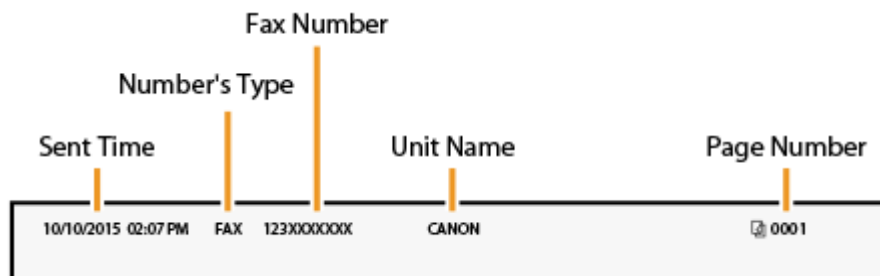 Fax Number
Number's Type
Sent Time Unit Name Page Number
10/10/2015 02:07 PM FAX 123XXXXXXX CANON 0001